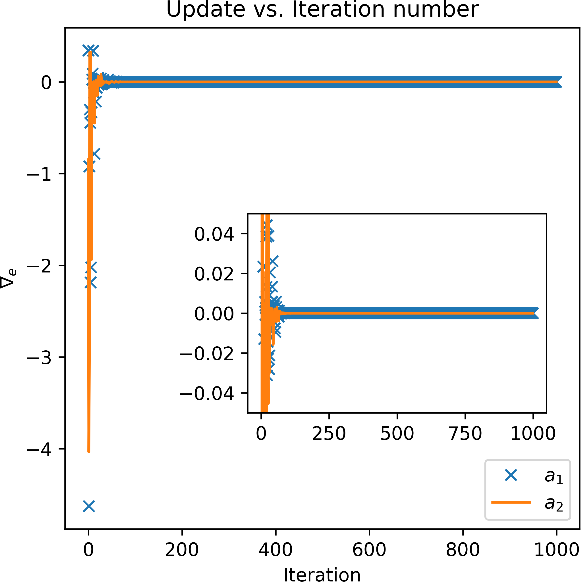 Update vs. Iteration number
0
−1
−2
−3
−4
∇e
0.04
0.02
0.00
−0.02
−0.04
0 250 500 750 1000
a1
a2
0 200 400 600 800 1000
Iteration